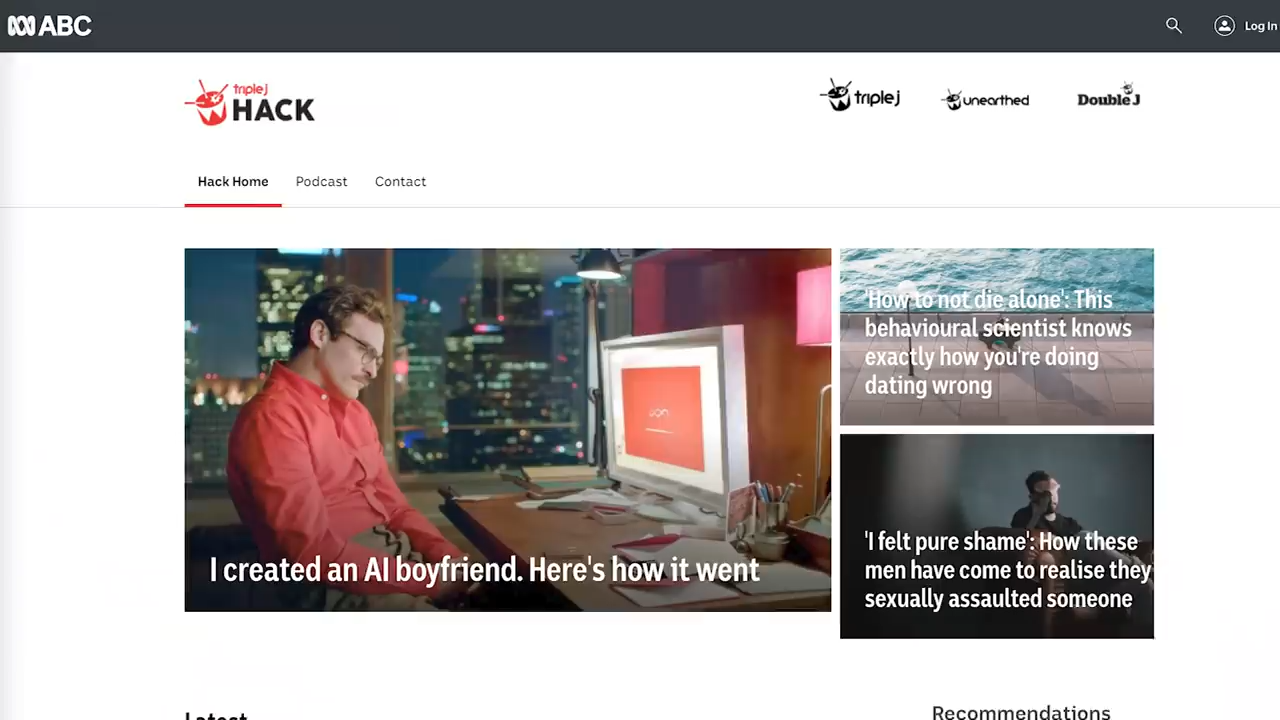 ABC
Log In
triple j
HACK
triple j
unearthed
Double J
Hack Home
Podcast
Contact
I created an AI boyfriend. Here's how it went
'How to not die alone': This
behavioural scientist knows
exactly how you're doing
dating wrong
'I felt pure shame': How these
men have come to realise they
sexually assaulted someone
Latest
Recommendations